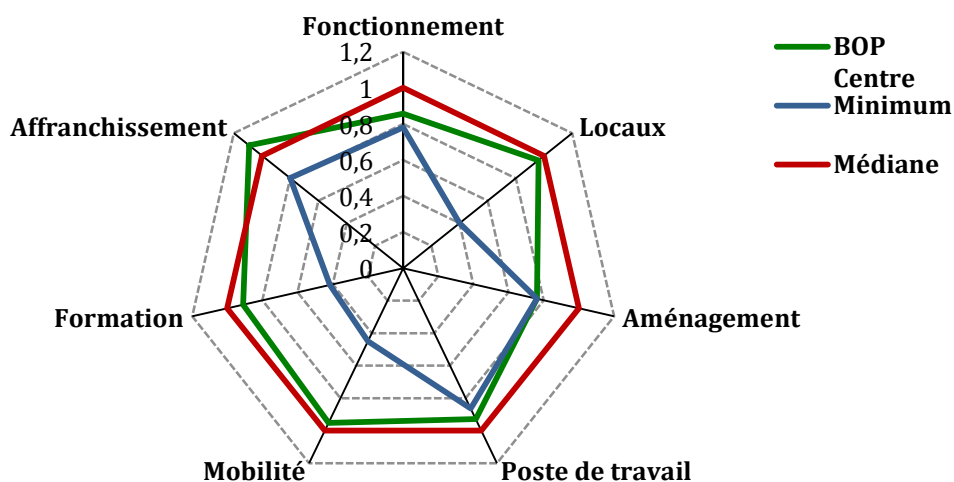 Fonctionnement
1,2
1
0,8
0,6
0,4
0,2
0
Locaux
Aménagement
Poste de travail
Mobilité
Formation
Affranchissement
BOP
Centre
Minimum
Médiane